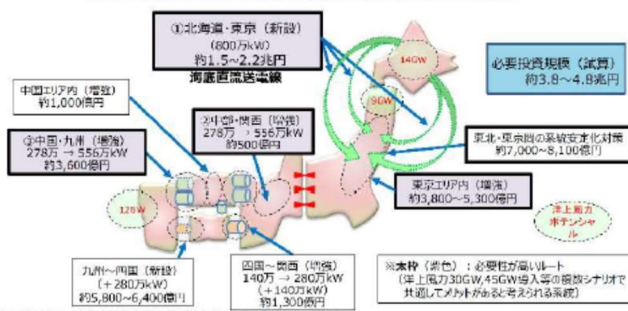 ①北海道・東京（新設）
(800万kW)
約1.5～2.2兆円
海底直流送電線
14GW
9GW
必要投資規模（試算）
約3.8～4.8兆円
中国エリア内（増強）
約1,000億円
②中部・関西（増強）
278万 → 556万kW
約500億円
③中国・九州（増強）
278万 → 556万kW
約3,600億円
東北・東京間の系統安定化対策
約7,000～8,100億円
東京エリア内（増強）
約3,800～5,300億円
12GW
洋上風力
ポテンシャ
ル
九州～四国（新設）
（＋280万kW）
約5,800～6,400億円
四国～関西（増強）
140万 → 280万kW
（＋140万kW）
約1,300億円
※太枠（紫色）：必要性が高いルート
（洋上風力30GW,45GW導入等の複数シナリオで
共通してメリットがあると考えられる系統）